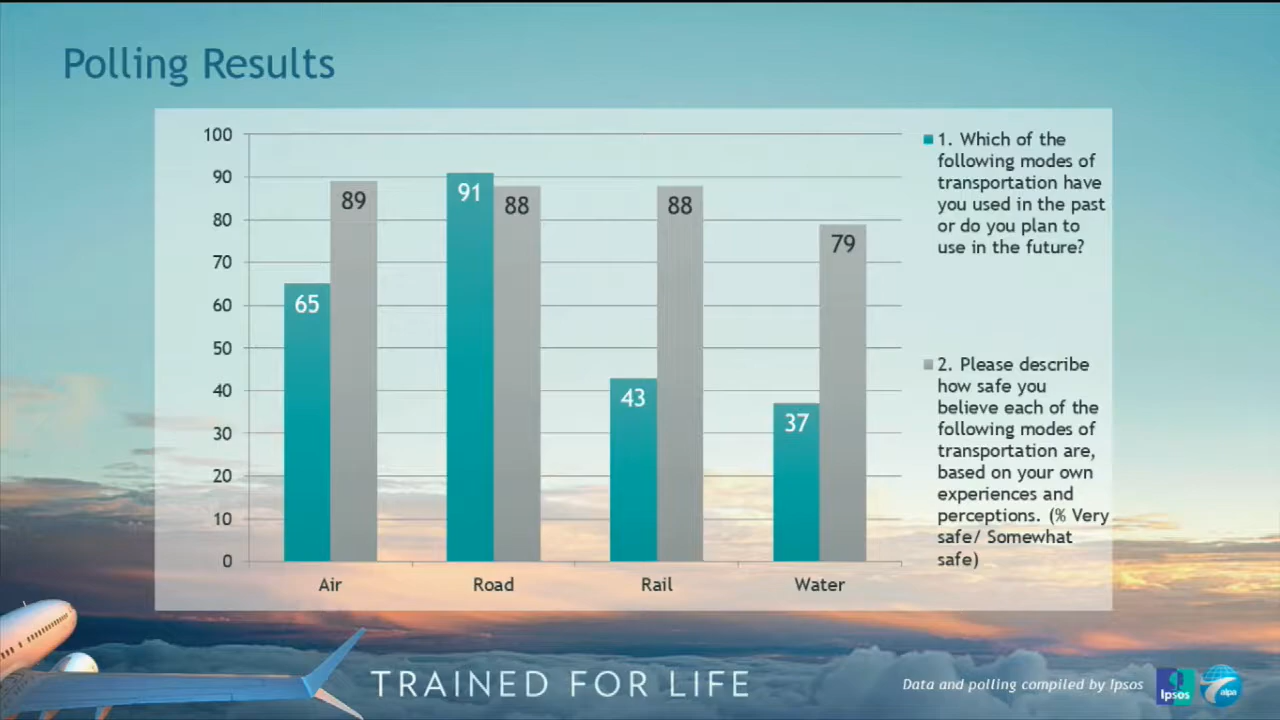 Polling Results
100
90
80
70
60
50
40
30
20
10
0
65
89
91
88
43
88
37
79
Air
Road
Rail
Water
1. Which of the
following modes of
transportation have
you used in the past
or do you plan to
use in the future?
2. Please describe
how safe you
believe each of the
following modes of
transportation are,
based on your own
experiences and
perceptions. (% Very
safe/ Somewhat
safe)
TRAINED FOR LIFE
Data and polling compiled by Ipsos
Ipsos
alpa